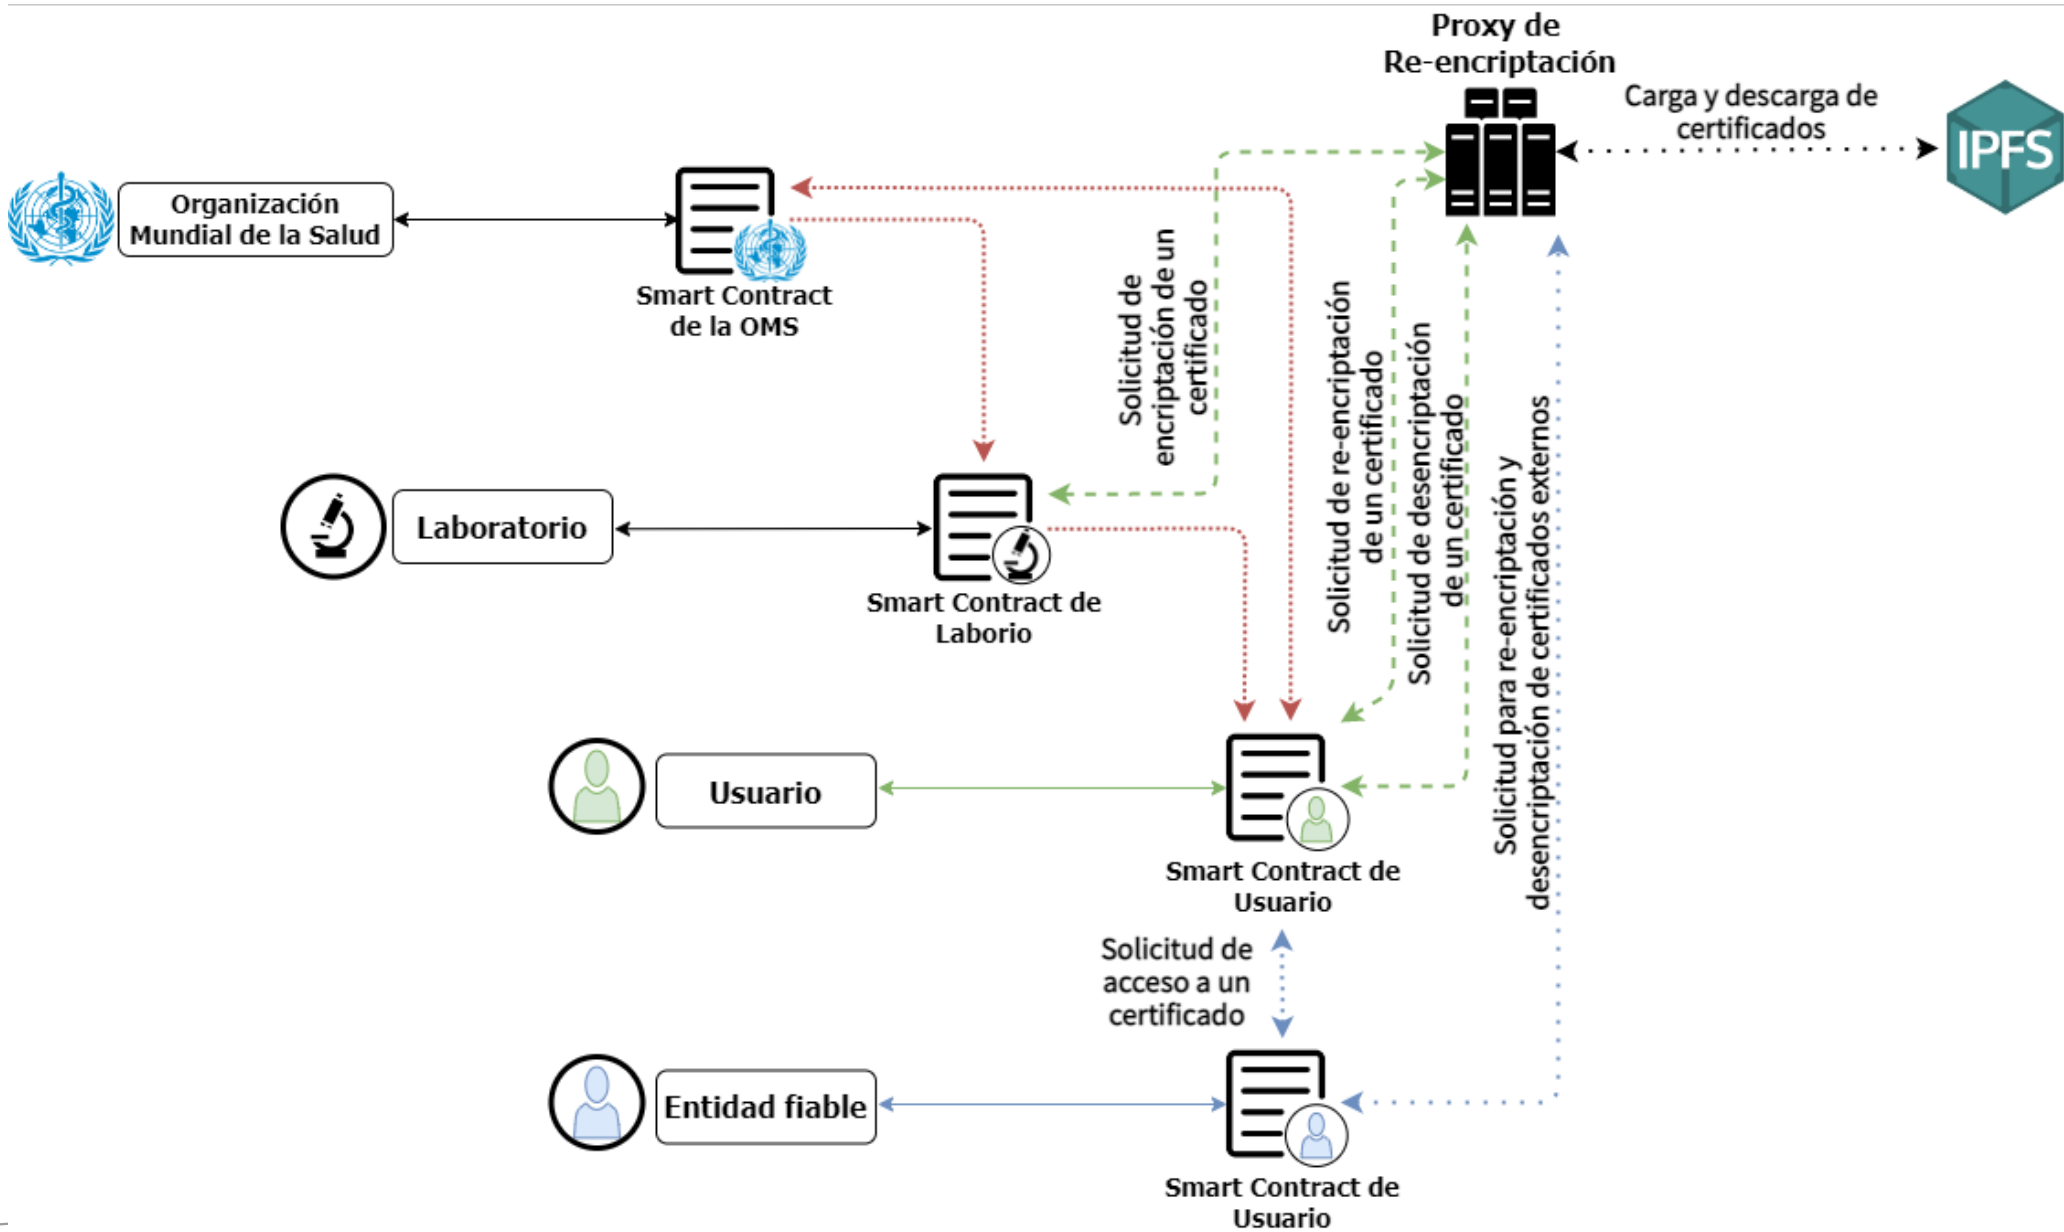 Proxy de
Re-encriptación
Carga y descarga de
certificados
IPFS
Organización
Mundial de la Salud
Smart Contract
de la OMS
Solicitud de
encriptación de un
certificado
Solicitud de re-encriptación
de un certificado
Solicitud de desencriptación
de un certificado
Solicitud para re-encriptación y
desencriptación de certificados externos
Laboratorio
Smart Contract de
Laborio
Usuario
Smart Contract de
Usuario
Solicitud de
acceso a un
certificado
Entidad fiable
Smart Contract de
Usuario